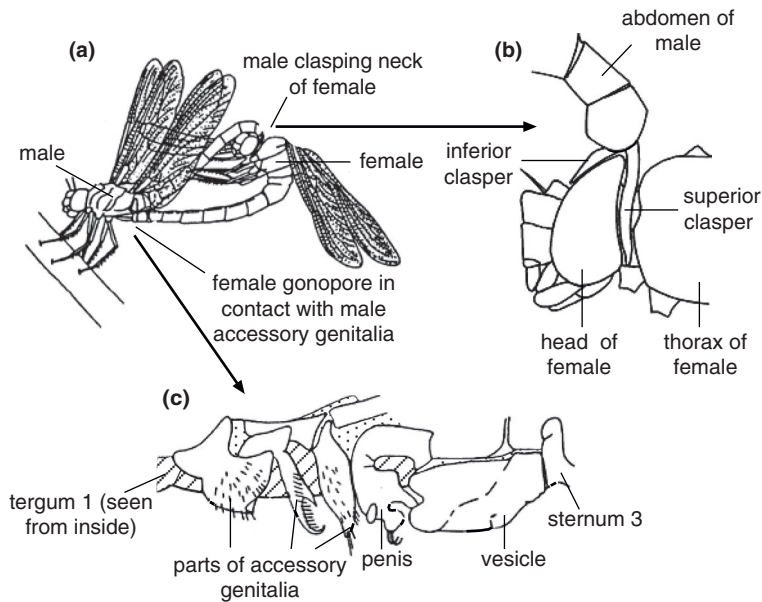 (a)
male clasping neck
of female
male
female
female gonopore in
contact with male
accessory genitalia
(b)
abdomen of
male
inferior
clasper
superior
clasper
head of
female
thorax of
female
(c)
tergum 1 (seen
from inside)
parts of accessory
genitalia
penis
vesicle
sternum 3